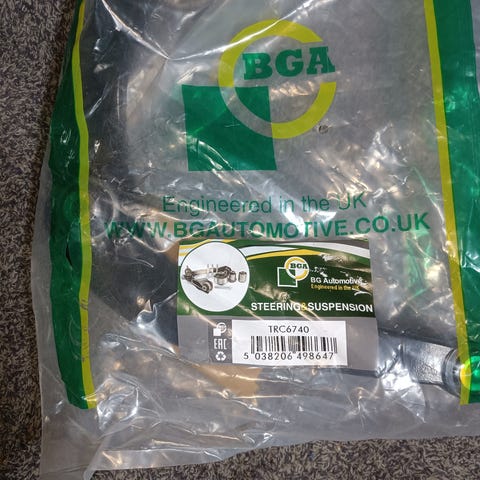 BGA
Engineered in the UK
WWW.BGAUTOMOTIVE.CO.UK
BGA
BG Automotive
Engineered in the UK
STEERING&SUSPENSION
TRC6740
EAC
5 038206 498647